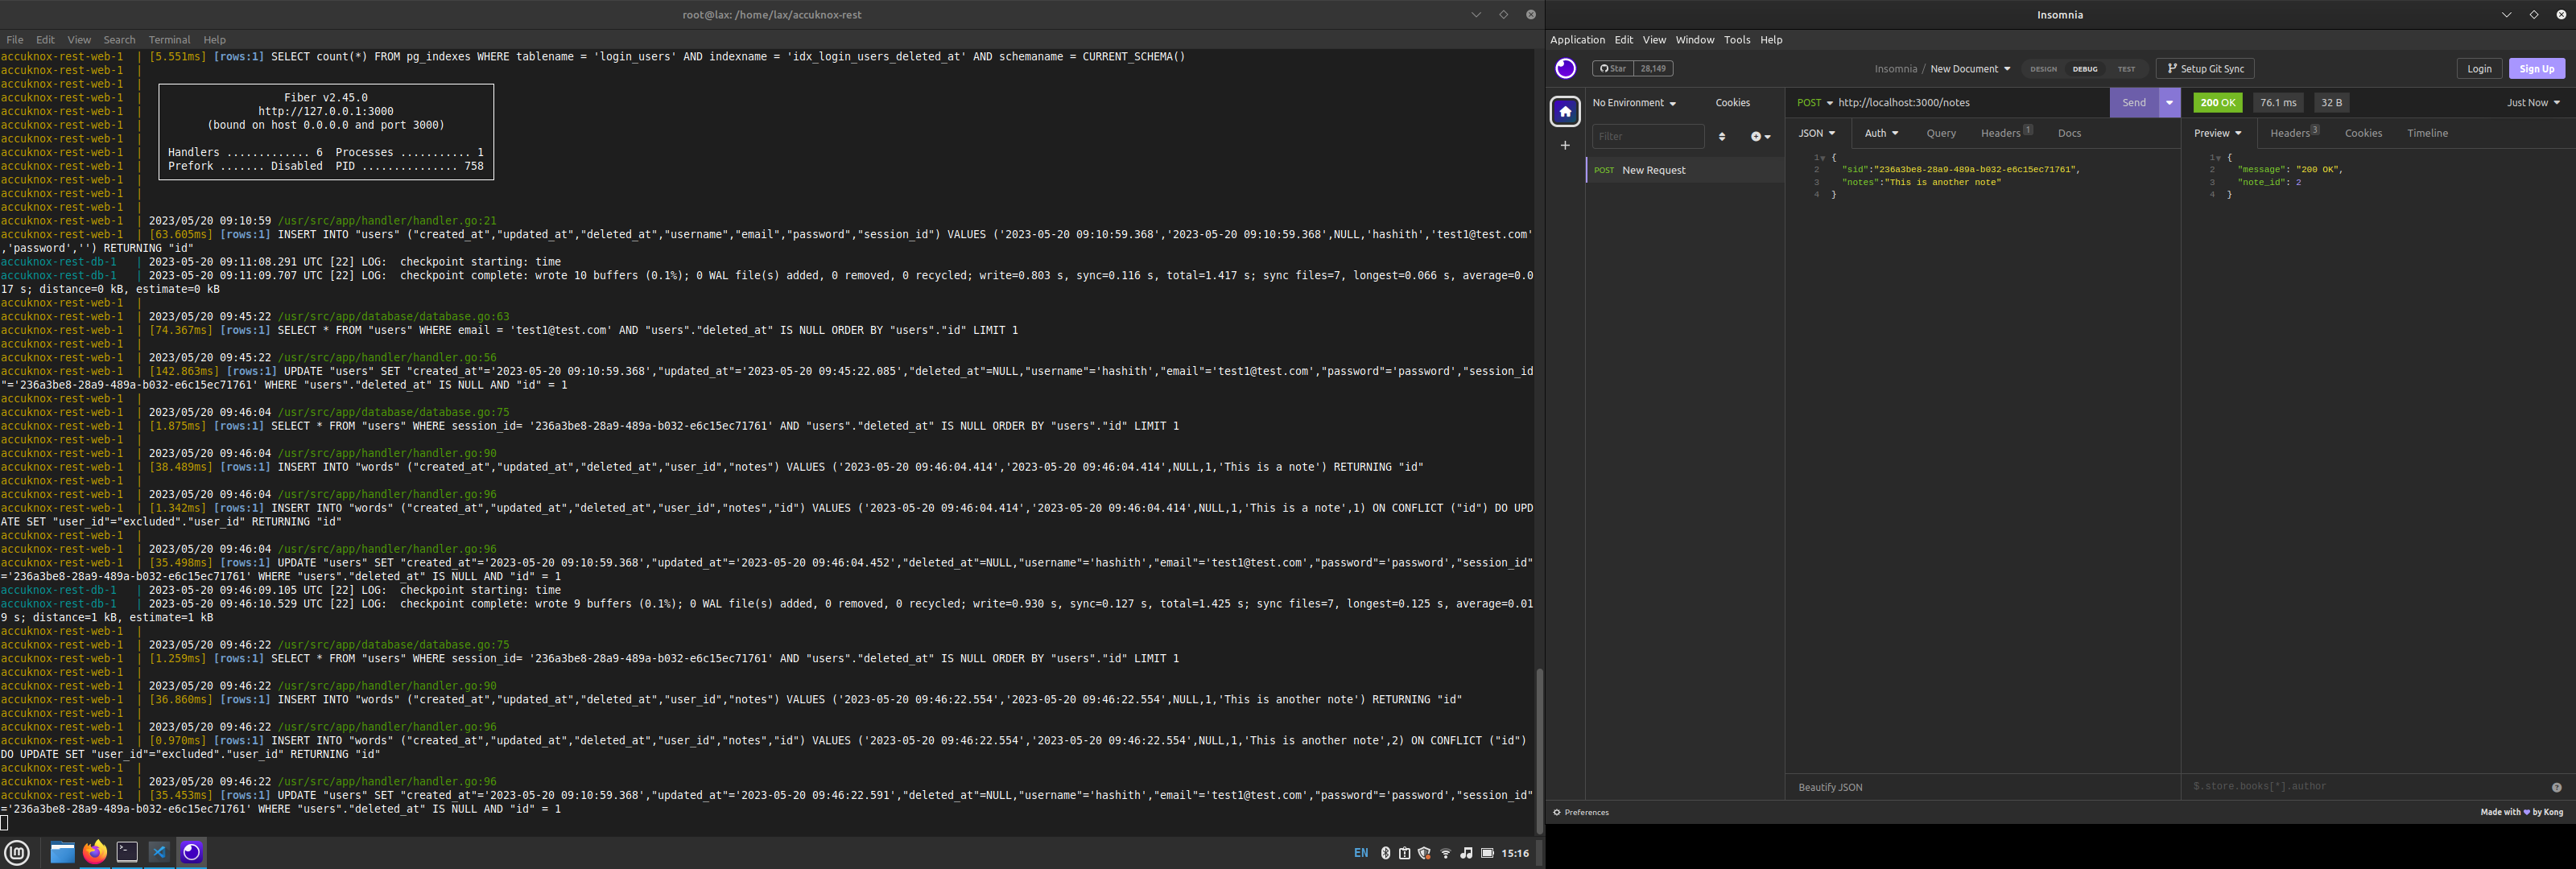 root@lax: /home/lax/accuknox-rest
File Edit View Search Terminal Help
accuknox-rest-web-1 | [5.551ms] [rows:1] SELECT count(*) FROM pg_indexes WHERE tablename = 'login_users' AND indexname = 'idx_login_users_deleted_at' AND schemaname = CURRENT_SCHEMA()
accuknox-rest-web-1 |
accuknox-rest-web-1 |
accuknox-rest-web-1 | Fiber v2.45.0
accuknox-rest-web-1 | http://127.0.0.1:3000
accuknox-rest-web-1 | (bound on host 0.0.0.0 and port 3000)
accuknox-rest-web-1 |
accuknox-rest-web-1 | Handlers ............. 6 Processes ........... 1
accuknox-rest-web-1 | Prefork ....... Disabled PID ............... 758
accuknox-rest-web-1 |
accuknox-rest-web-1 |
accuknox-rest-web-1 |
accuknox-rest-web-1 | 2023/05/20 09:10:59 /usr/src/app/handler/handler.go:21
accuknox-rest-web-1 | [63.605ms] [rows:1] INSERT INTO "users" ("created_at","updated_at","deleted_at","username","email","password","session_id") VALUES ('2023-05-20 09:10:59.368','2023-05-20 09:10:59.368',NULL,'hashith','test1@test.com'
,'password','') RETURNING "id"
accuknox-rest-db-1 | 2023-05-20 09:11:08.291 UTC [22] LOG: checkpoint starting: time
accuknox-rest-db-1 | 2023-05-20 09:11:09.707 UTC [22] LOG: checkpoint complete: wrote 10 buffers (0.1%); 0 WAL file(s) added, 0 removed, 0 recycled; write=0.803 s, sync=0.116 s, total=1.417 s; sync files=7, longest=0.066 s, average=0.0
17 s; distance=0 kB, estimate=0 kB
accuknox-rest-web-1 |
accuknox-rest-web-1 | 2023/05/20 09:45:22 /usr/src/app/database/database.go:63
accuknox-rest-web-1 | [74.367ms] [rows:1] SELECT * FROM "users" WHERE email = 'test1@test.com' AND "users"."deleted_at" IS NULL ORDER BY "users"."id" LIMIT 1
accuknox-rest-web-1 |
accuknox-rest-web-1 | 2023/05/20 09:45:22 /usr/src/app/handler/handler.go:56
accuknox-rest-web-1 | [142.863ms] [rows:1] UPDATE "users" SET "created_at"='2023-05-20 09:10:59.368',"updated_at"='2023-05-20 09:45:22.085',"deleted_at"=NULL,"username"='hashith',"email"='test1@test.com',"password"='password',"session_id
"='236a3be8-28a9-489a-b032-e6c15ec71761' WHERE "users"."deleted_at" IS NULL AND "id" = 1
accuknox-rest-web-1 |
accuknox-rest-web-1 | 2023/05/20 09:46:04 /usr/src/app/database/database.go:75
accuknox-rest-web-1 | [1.875ms] [rows:1] SELECT * FROM "users" WHERE session_id= '236a3be8-28a9-489a-b032-e6c15ec71761' AND "users"."deleted_at" IS NULL ORDER BY "users"."id" LIMIT 1
accuknox-rest-web-1 |
accuknox-rest-web-1 | 2023/05/20 09:46:04 /usr/src/app/handler/handler.go:90
accuknox-rest-web-1 | [38.489ms] [rows:1] INSERT INTO "words" ("created_at","updated_at","deleted_at","user_id","notes") VALUES ('2023-05-20 09:46:04.414','2023-05-20 09:46:04.414',NULL,1,'This is a note') RETURNING "id"
accuknox-rest-web-1 |
accuknox-rest-web-1 | 2023/05/20 09:46:04 /usr/src/app/handler/handler.go:96
accuknox-rest-web-1 | [1.342ms] [rows:1] INSERT INTO "words" ("created_at","updated_at","deleted_at","user_id","notes","id") VALUES ('2023-05-20 09:46:04.414','2023-05-20 09:46:04.414',NULL,1,'This is a note',1) ON CONFLICT ("id") DO UPD
ATE SET "user_id"="excluded"."user_id" RETURNING "id"
accuknox-rest-web-1 |
accuknox-rest-web-1 | 2023/05/20 09:46:04 /usr/src/app/handler/handler.go:96
accuknox-rest-web-1 | [35.498ms] [rows:1] UPDATE "users" SET "created_at"='2023-05-20 09:10:59.368',"updated_at"='2023-05-20 09:46:04.452',"deleted_at"=NULL,"username"='hashith',"email"='test1@test.com',"password"='password',"session_id"
='236a3be8-28a9-489a-b032-e6c15ec71761' WHERE "users"."deleted_at" IS NULL AND "id" = 1
accuknox-rest-db-1 | 2023-05-20 09:46:09.105 UTC [22] LOG: checkpoint starting: time
accuknox-rest-db-1 | 2023-05-20 09:46:10.529 UTC [22] LOG: checkpoint complete: wrote 9 buffers (0.1%); 0 WAL file(s) added, 0 removed, 0 recycled; write=0.930 s, sync=0.127 s, total=1.425 s; sync files=7, longest=0.125 s, average=0.01
9 s; distance=1 kB, estimate=1 kB
accuknox-rest-web-1 |
accuknox-rest-web-1 | 2023/05/20 09:46:22 /usr/src/app/database/database.go:75
accuknox-rest-web-1 | [1.259ms] [rows:1] SELECT * FROM "users" WHERE session_id= '236a3be8-28a9-489a-b032-e6c15ec71761' AND "users"."deleted_at" IS NULL ORDER BY "users"."id" LIMIT 1
accuknox-rest-web-1 |
accuknox-rest-web-1 | 2023/05/20 09:46:22 /usr/src/app/handler/handler.go:90
accuknox-rest-web-1 | [36.860ms] [rows:1] INSERT INTO "words" ("created_at","updated_at","deleted_at","user_id","notes") VALUES ('2023-05-20 09:46:22.554','2023-05-20 09:46:22.554',NULL,1,'This is another note') RETURNING "id"
accuknox-rest-web-1 |
accuknox-rest-web-1 | 2023/05/20 09:46:22 /usr/src/app/handler/handler.go:96
accuknox-rest-web-1 | [0.970ms] [rows:1] INSERT INTO "words" ("created_at","updated_at","deleted_at","user_id","notes","id") VALUES ('2023-05-20 09:46:22.554','2023-05-20 09:46:22.554',NULL,1,'This is another note',2) ON CONFLICT ("id")
DO UPDATE SET "user_id"="excluded"."user_id" RETURNING "id"
accuknox-rest-web-1 |
accuknox-rest-web-1 | 2023/05/20 09:46:22 /usr/src/app/handler/handler.go:96
accuknox-rest-web-1 | [35.453ms] [rows:1] UPDATE "users" SET "created_at"='2023-05-20 09:10:59.368',"updated_at"='2023-05-20 09:46:22.591',"deleted_at"=NULL,"username"='hashith',"email"='test1@test.com',"password"='password',"session_id"
='236a3be8-28a9-489a-b032-e6c15ec71761' WHERE "users"."deleted_at" IS NULL AND "id" = 1
EN 15:16
Insomnia
Application Edit View Window Tools Help
Star 28,149
Insomnia / New Document
DESIGN DEBUG TEST
Setup Git Sync
Login Sign Up
No Environment Cookies
Filter
POST New Request
POST http://localhost:3000/notes Send
JSON Auth Query Headers 1 Docs
1 {
2 "sid":"236a3be8-28a9-489a-b032-e6c15ec71761",
3 "notes":"This is another note"
4 }
Beautify JSON
200 OK 76.1 ms 32 B Just Now
Preview Headers 3 Cookies Timeline
1 {
2 "message": "200 OK",
3 "note_id": 2
4 }
$.store.books[*].author
Preferences
Made with by Kong